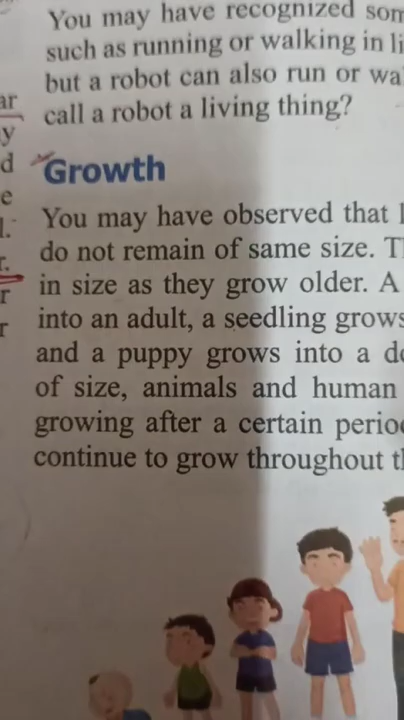 You may have recognized som
such as running or walking in li
but a robot can also run or wa
call a robot a living thing?
ar
y
d
e
l.
r.
r
r
Growth
You may have observed that l
do not remain of same size. Th
in size as they grow older. A
into an adult, a seedling grows
and a puppy grows into a do
of size, animals and human
growing after a certain perio
continue to grow throughout t